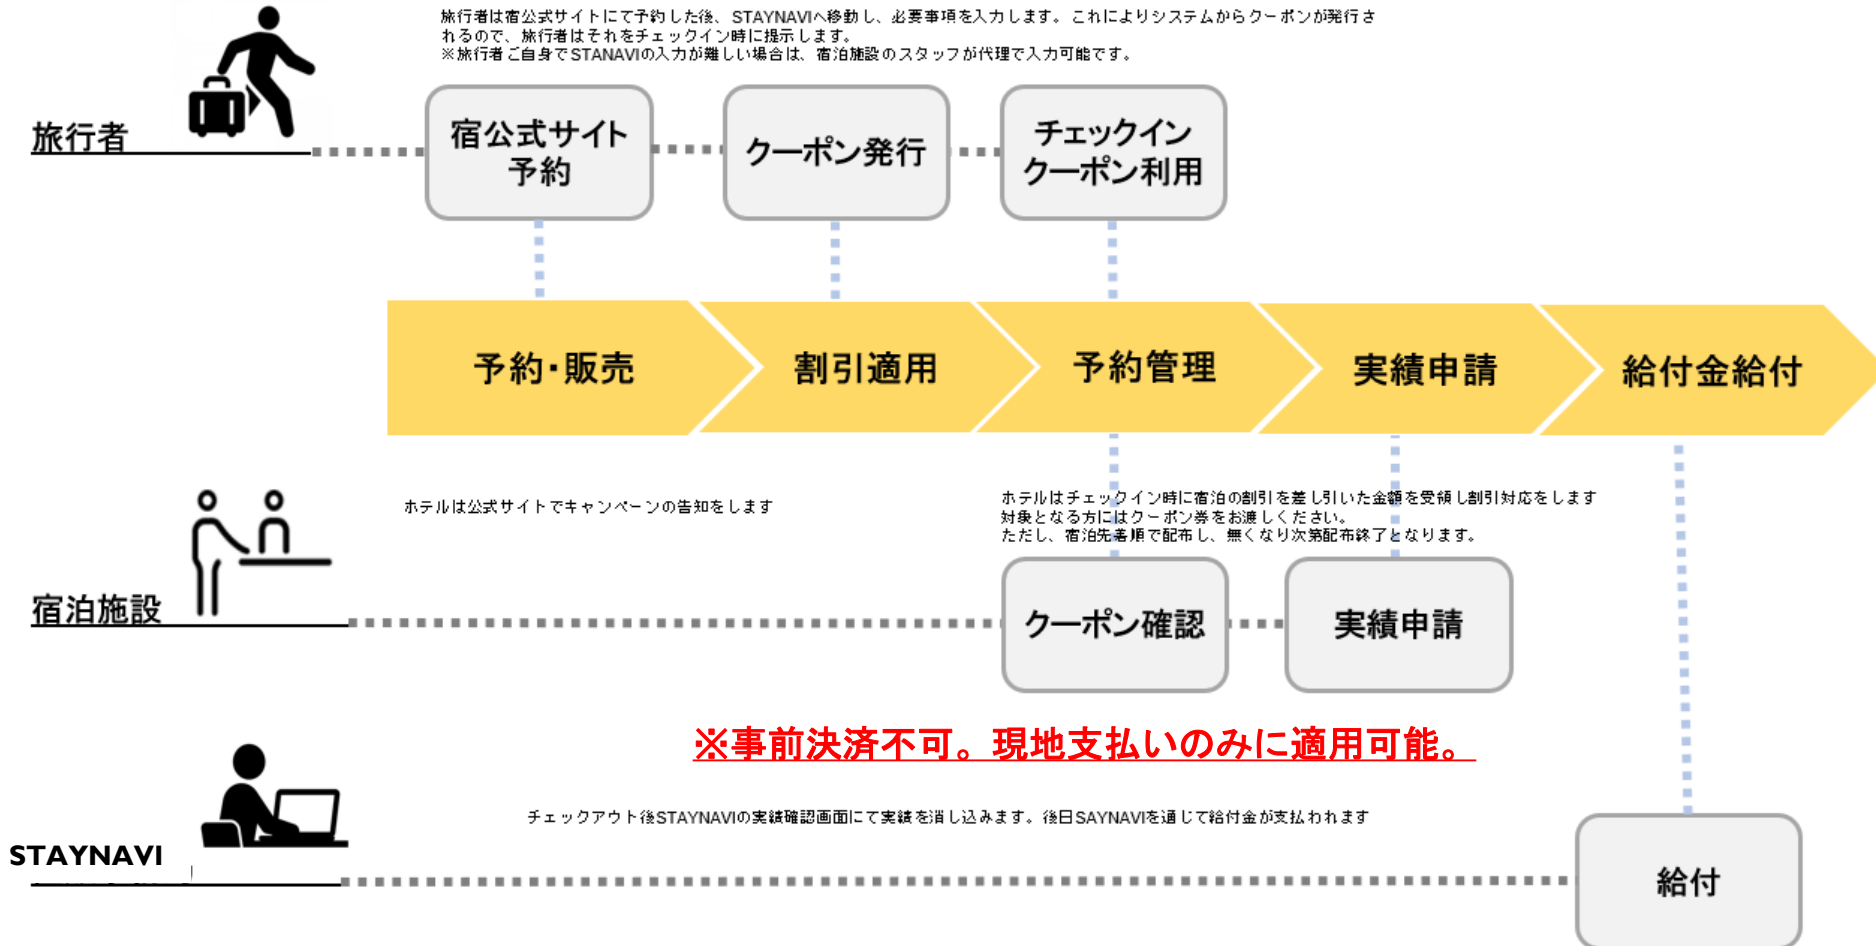 旅行者は宿公式サイトにて予約した後、STAYNAVIへ移動し、必要事項を入力します。これによりシステムからクーポンが発行さ
れるので、旅行者はそれをチェックイン時に提示します。
※旅行者ご自身でSTANAVIの入力が難しい場合は、宿泊施設のスタッフが代理で入力可能です。
旅行者
宿公式サイト
予約
クーポン発行
チェックイン
クーポン利用
予約・販売
割引適用
予約管理
実績申請
給付金給付
ホテルは公式サイトでキャンペーンの告知をします
ホテルはチェックイン時に宿泊の割引を差し引いた金額を受領し割引対応をします
対象となる方にはクーポン券をお渡しください。
ただし、宿泊先着順で配布し、無くなり次第配布終了となります。
宿泊施設
クーポン確認
実績申請
※事前決済不可。現地支払いのみに適用可能。
チェックアウト後STAYNAVIの実績確認画面にて実績を消し込みます。後日SAYNAVIを通じて給付金が支払われます
STAYNAVI
給付